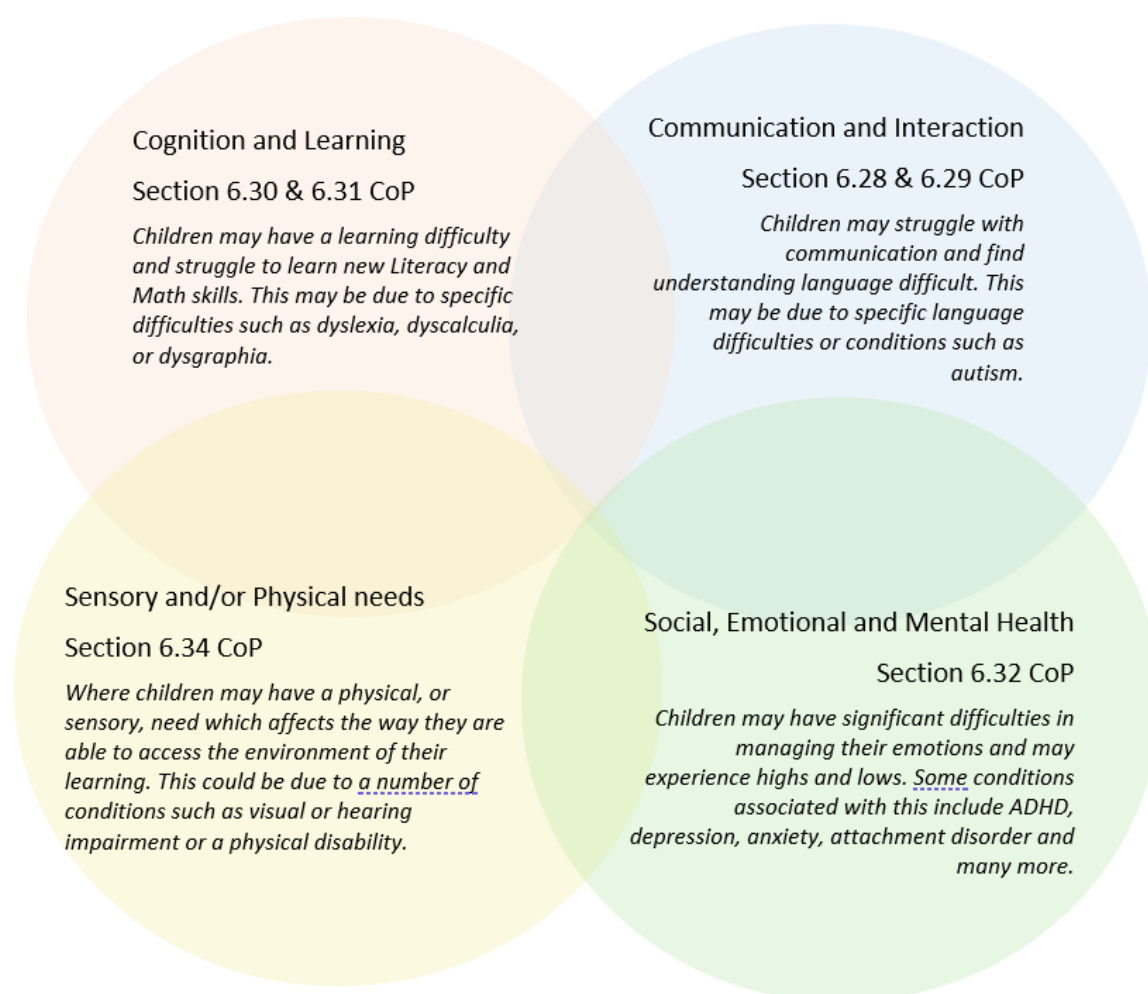 Cognition and Learning
Section 6.30 & 6.31 CoP
Children may have a learning difficulty
and struggle to learn new Literacy and
Math skills. This may be due to specific
difficulties such as dyslexia, dyscalculia,
or dysgraphia.
Communication and Interaction
Section 6.28 & 6.29 CoP
Children may struggle with
communication and find
understanding language difficult. This
may be due to specific language
difficulties or conditions such as
autism.
Sensory and/or Physical needs
Section 6.34 CoP
Where children may have a physical, or
sensory, need which affects the way they are
able to access the environment of their
learning. This could be due to a number of
conditions such as visual or hearing
impairment or a physical disability.
Social, Emotional and Mental Health
Section 6.32 CoP
Children may have significant difficulties in
managing their emotions and may
experience highs and lows. Some conditions
associated with this include ADHD,
depression, anxiety, attachment disorder and
many more.